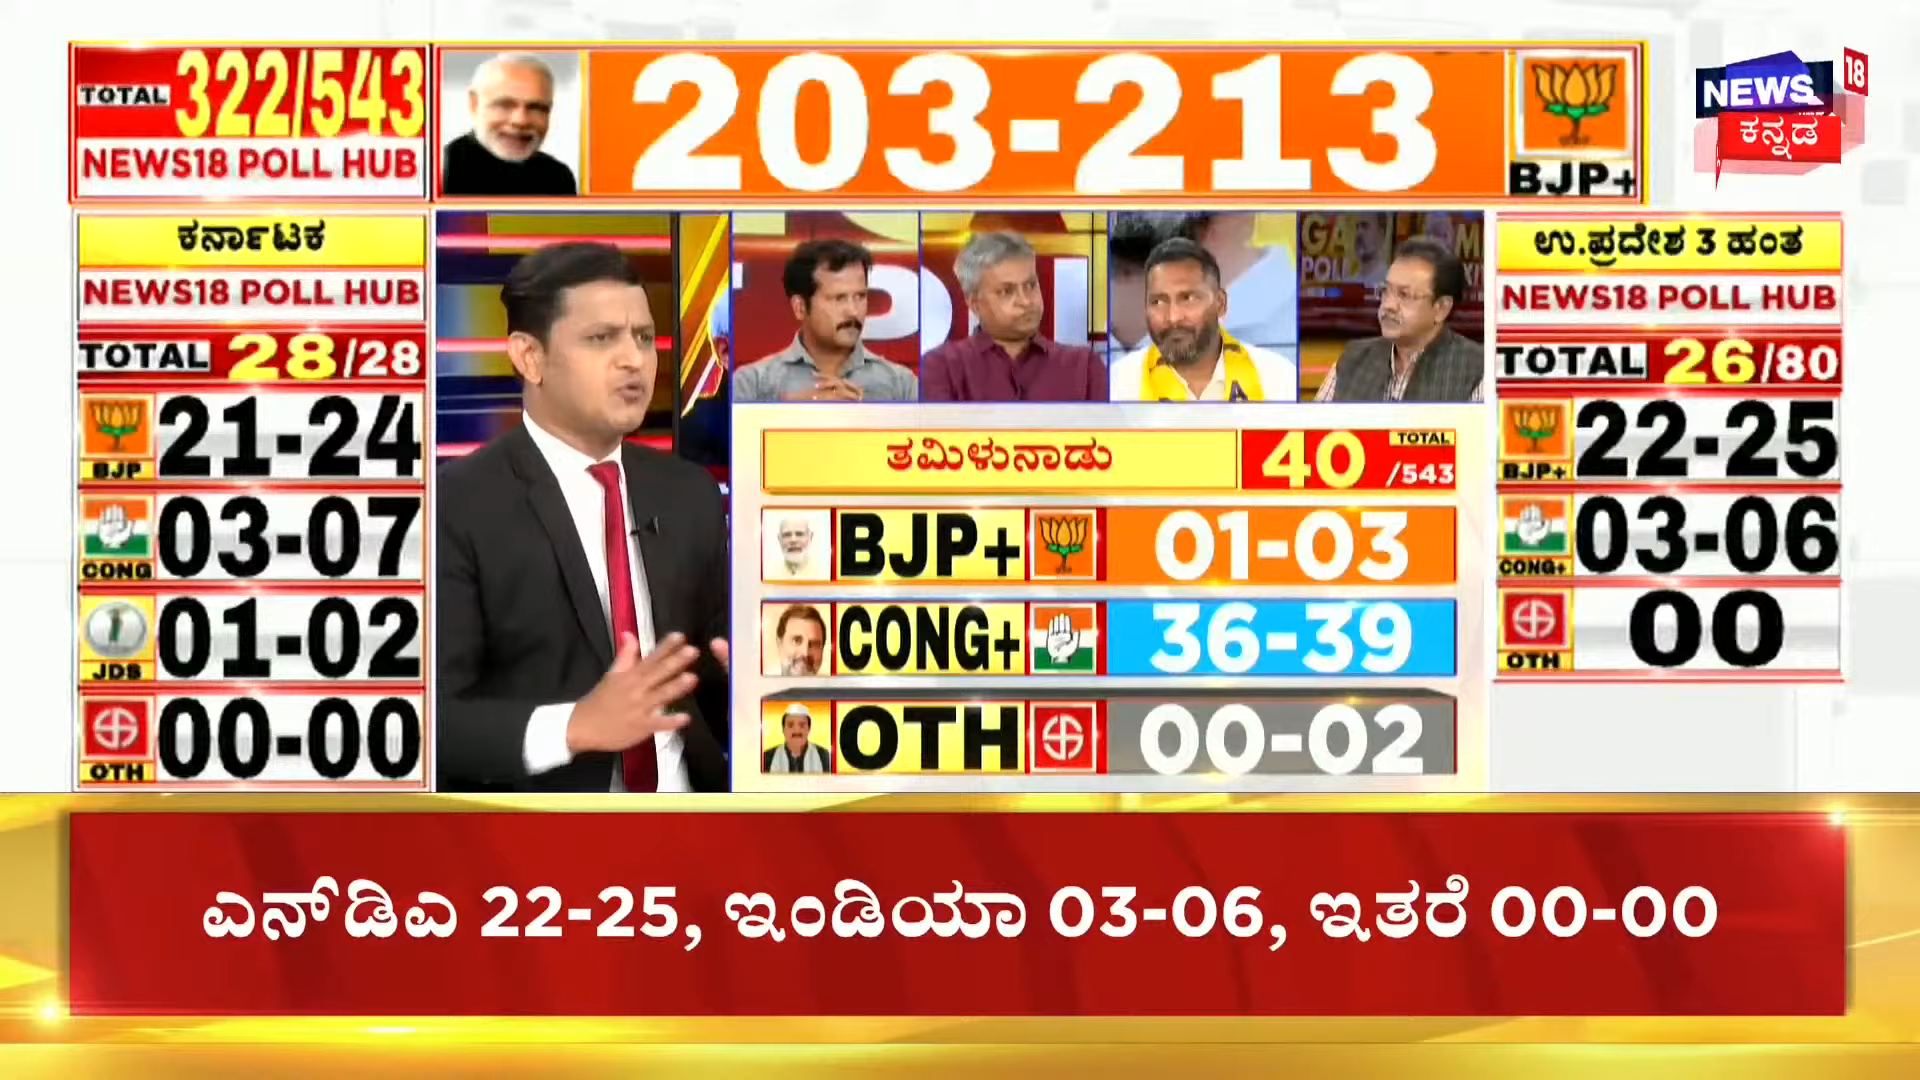 TOTAL 322/543
NEWS18 POLL HUB
203-213
BJP+
NEWS 18
ಕನ್ನಡ
ಕರ್ನಾಟಕ
NEWS18 POLL HUB
TOTAL 28/28
BJP 21-24
CONG 03-07
JDS 01-02
OTH 00-00
ತಮಿಳುನಾಡು 40 TOTAL /543
BJP+ 01-03
CONG+ 36-39
OTH 00-02
ಉ.ಪ್ರದೇಶ 3 ಹಂತ
NEWS18 POLL HUB
TOTAL 26/80
BJP+ 22-25
CONG+ 03-06
OTH 00
ಎನ್‌ಡಿಎ 22-25, ಇಂಡಿಯಾ 03-06, ಇತರೆ 00-00